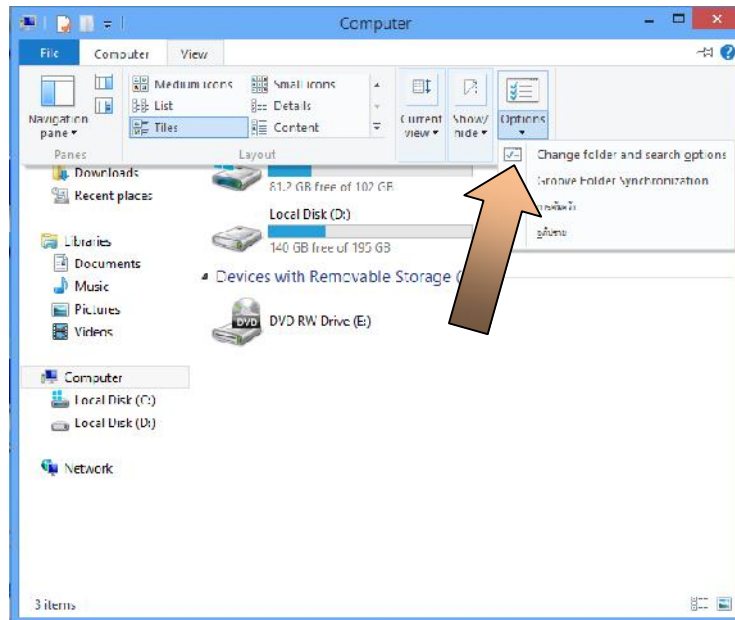 Computer
File Computer View
Medium icons Small icons
List Details
Tiles Content
Navigation pane
Current view
Show/ hide
Options
Panes Layout
Change folder and search options
Groove Folder Synchronization
Downloads
Recent places
Libraries
Documents
Music
Pictures
Videos
Computer
Local Disk (C:)
Local Disk (D:)
Network
81.2 GB free of 102 GB
Local Disk (D:)
140 GB free of 195 GB
Devices with Removable Storage (
DVD
DVD RW Drive (E:)
3 items